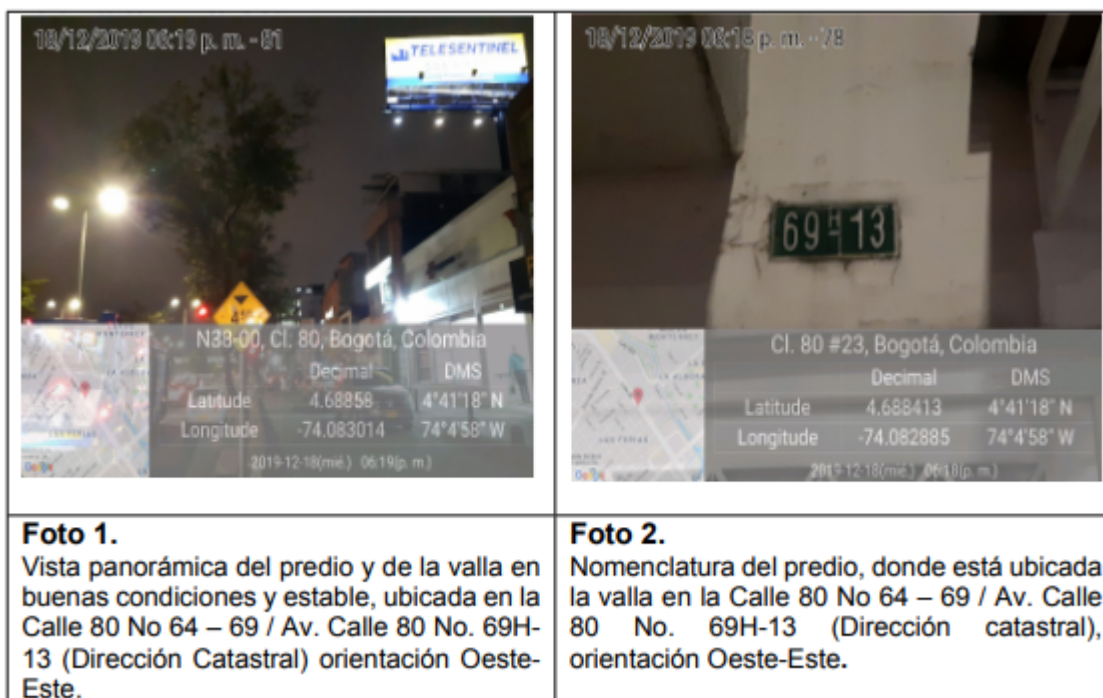 18/12/2019 06:19 p. m. - 81
TELESENTINEL
N33-00, Cl. 80, Bogotá, Colombia
Decimal DMS
Latitude 4.68858 4°41'18" N
Longitude -74.083014 74°4'58" W
2019-12-18(mié.) 06:19(p. m.)
18/12/2019 06:18 p. m. - 78
69H-13
Cl. 80 #23, Bogotá, Colombia
Decimal DMS
Latitude 4.688413 4°41'18" N
Longitude -74.082885 74°4'58" W
2019-12-18(mié.) 06:18(p. m.)
Foto 1.
Vista panorámica del predio y de la valla en
buenas condiciones y estable, ubicada en la
Calle 80 No 64 – 69 / Av. Calle 80 No. 69H-
13 (Dirección Catastral) orientación Oeste-
Este.
Foto 2.
Nomenclatura del predio, donde está ubicada
la valla en la Calle 80 No 64 – 69 / Av. Calle
80 No. 69H-13 (Dirección catastral),
orientación Oeste-Este.